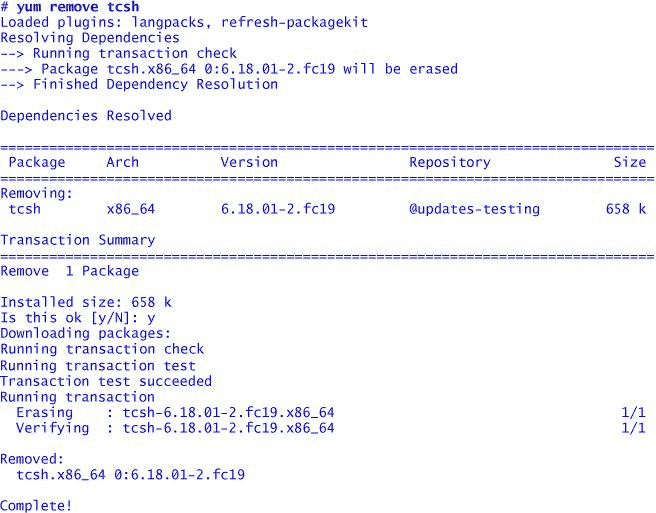 # yum remove tcsh
Loaded plugins: langpacks, refresh-packagekit
Resolving Dependencies
--> Running transaction check
---> Package tcsh.x86_64 0:6.18.01-2.fc19 will be erased
--> Finished Dependency Resolution

Dependencies Resolved

================================================================================
 Package     Arch          Version                Repository               Size
================================================================================
Removing:
 tcsh        x86_64        6.18.01-2.fc19         @updates-testing        658 k

Transaction Summary
================================================================================
Remove  1 Package

Installed size: 658 k
Is this ok [y/N]: y
Downloading packages:
Running transaction check
Running transaction test
Transaction test succeeded
Running transaction
  Erasing    : tcsh-6.18.01-2.fc19.x86_64                                   1/1
  Verifying  : tcsh-6.18.01-2.fc19.x86_64                                   1/1

Removed:
  tcsh.x86_64 0:6.18.01-2.fc19

Complete!